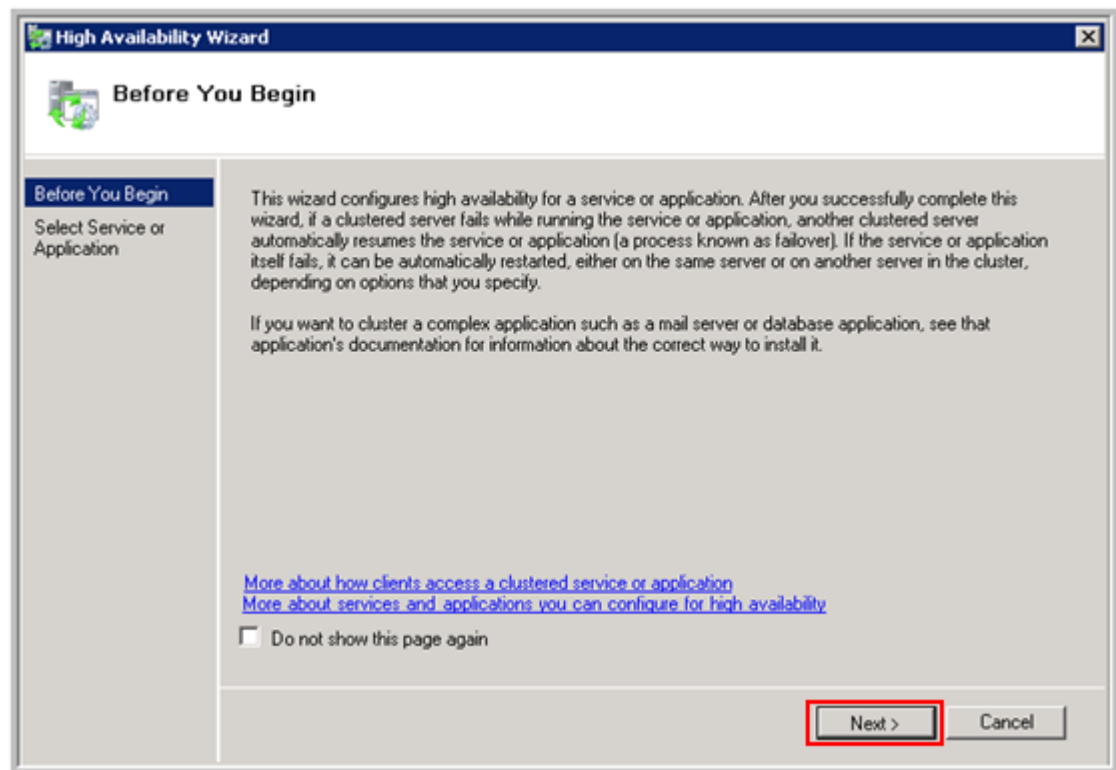 High Availability Wizard
Before You Begin
Before You Begin
Select Service or
Application
This wizard configures high availability for a service or application. After you successfully complete this
wizard, if a clustered server fails while running the service or application, another clustered server
automatically resumes the service or application (a process known as failover). If the service or application
itself fails, it can be automatically restarted, either on the same server or on another server in the cluster,
depending on options that you specify.
If you want to cluster a complex application such as a mail server or database application, see that
application's documentation for information about the correct way to install it.
More about how clients access a clustered service or application
More about services and applications you can configure for high availability
Do not show this page again
Next >
Cancel